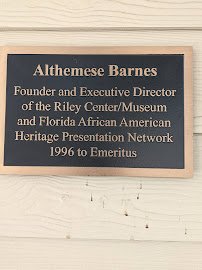 Althemese Barnes
Founder and Executive Director
of the Riley Center/Museum
and Florida African American
Heritage Presentation Network
1996 to Emeritus